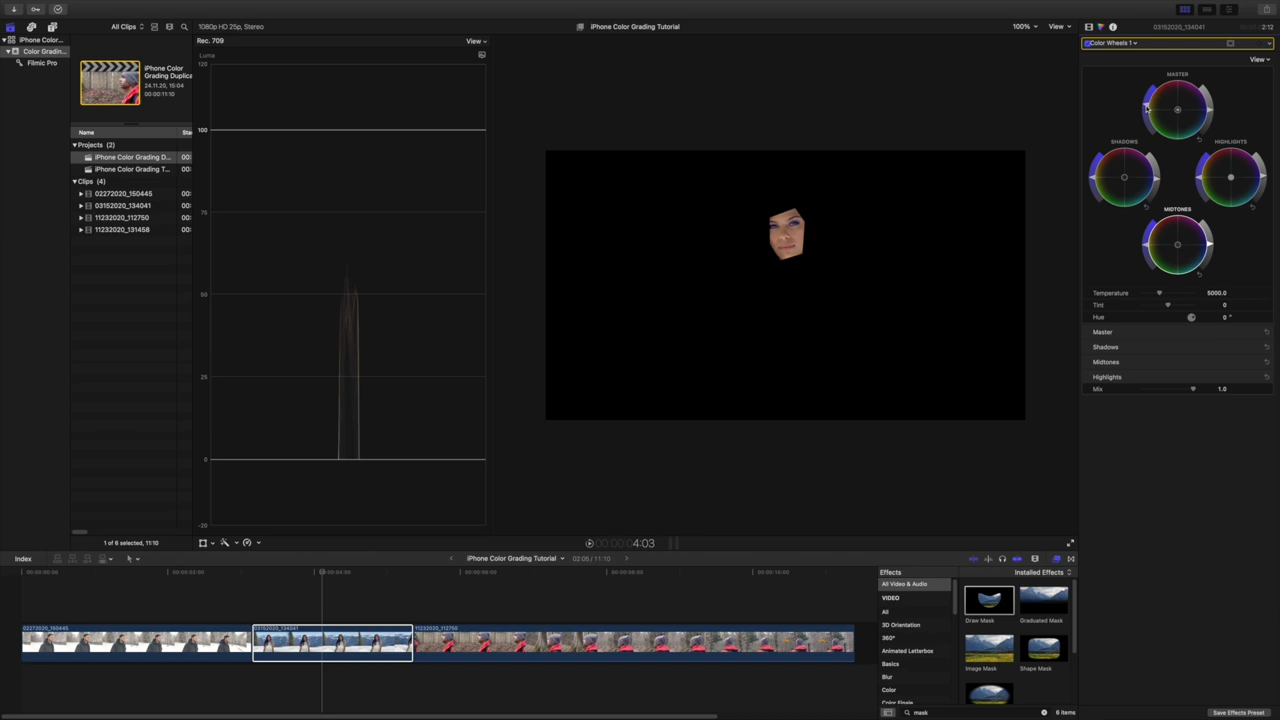 All Clips
1080p HD 25p, Stereo
iPhone Color Grading Tutorial
100%
View
03152020_134041
2:12
iPhone Color...
Color Gradin...
Filmic Pro
Rec. 709
View
Color Wheels 1
View
Luma
120
100
75
50
25
0
-20
iPhone Color
Grading Duplica
24.11.20, 15:04
00:00:11:10
Name
Sta
Projects (4)
iPhone Color Grading D...
00:
iPhone Color Grading T...
00:
Clips (4)
02272020_150445
00:
03152020_134041
00:
11232020_112750
00:
11232020_131458
00:
MASTER
SHADOWS
HIGHLIGHTS
MIDTONES
Temperature
5000.0
Tint
0
Hue
0 °
Master
Shadows
Midtones
Highlights
Mix
1.0
1 of 6 selected, 11:10
00:00:00:04:03
Index
iPhone Color Grading Tutorial
02:05 / 11:10
Effects
Installed Effects
00:00:00:00
00:00:02:00
00:00:04:00
00:00:06:00
00:00:08:00
00:00:10:00
02272020_150445
03152020_134041
11232020_112750
All Video & Audio
VIDEO
All
3D Orientation
360°
Animated Letterbox
Basics
Blur
Color
Color Finale
Draw Mask
Graduated Mask
Image Mask
Shape Mask
mask
6 items
Save Effects Preset